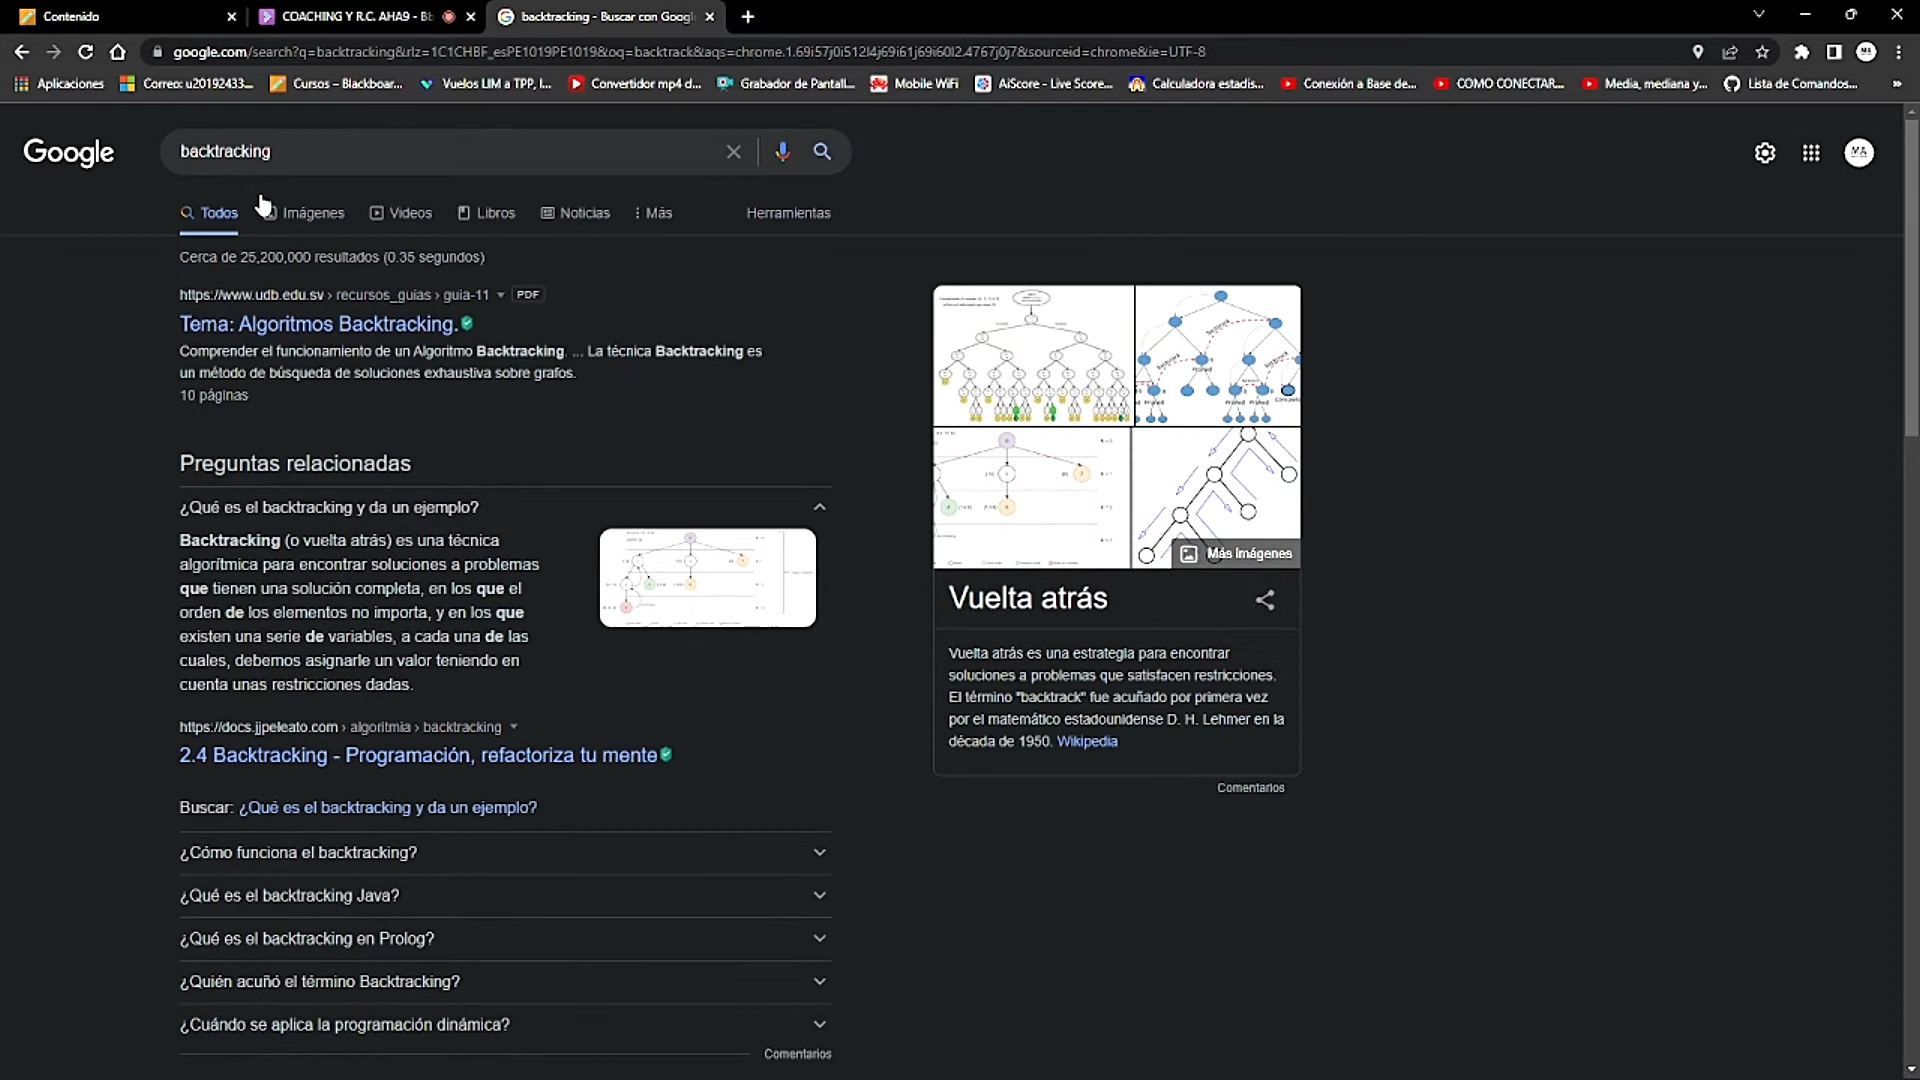 Contenido
COACHING Y R.C. AHA9 - Bb
backtracking - Buscar con Google
google.com/search?q=backtracking&rlz=1C1CHBF_esPE1019PE1019&oq=backtrack&aqs=chrome.1.69i57j0i512l4j69i61j69i60l2.4767j0j7&sourceid=chrome&ie=UTF-8
MA
Aplicaciones
Correo: u20192433...
Cursos – Blackboar...
Vuelos LIM a TPP, l...
Convertidor mp4 d...
Grabador de Pantall...
Mobile WiFi
AiScore - Live Score...
Calculadora estadis...
Conexión a Base de...
COMO CONECTAR...
Media, mediana y...
Lista de Comandos...
»
Google
backtracking
MA
Todos
Imágenes
Videos
Libros
Noticias
Más
Herramientas
Cerca de 25,200,000 resultados (0.35 segundos)
https://www.udb.edu.sv › recursos_guias › guia-11
PDF
Tema: Algoritmos Backtracking.
Comprender el funcionamiento de un Algoritmo Backtracking. ... La técnica Backtracking es
un método de búsqueda de soluciones exhaustiva sobre grafos.
10 páginas
Preguntas relacionadas
¿Qué es el backtracking y da un ejemplo?
Backtracking (o vuelta atrás) es una técnica
algorítmica para encontrar soluciones a problemas
que tienen una solución completa, en los que el
orden de los elementos no importa, y en los que
existen una serie de variables, a cada una de las
cuales, debemos asignarle un valor teniendo en
cuenta unas restricciones dadas.
https://docs.jjpeleato.com › algoritmia › backtracking
2.4 Backtracking - Programación, refactoriza tu mente
Buscar: ¿Qué es el backtracking y da un ejemplo?
¿Cómo funciona el backtracking?
¿Qué es el backtracking Java?
¿Qué es el backtracking en Prolog?
¿Quién acuñó el término Backtracking?
¿Cuándo se aplica la programación dinámica?
Comentarios
Pruned
Pruned
Pruned
Más imágenes
Vuelta atrás
Vuelta atrás es una estrategia para encontrar
soluciones a problemas que satisfacen restricciones.
El término "backtrack" fue acuñado por primera vez
por el matemático estadounidense D. H. Lehmer en la
década de 1950. Wikipedia
Comentarios